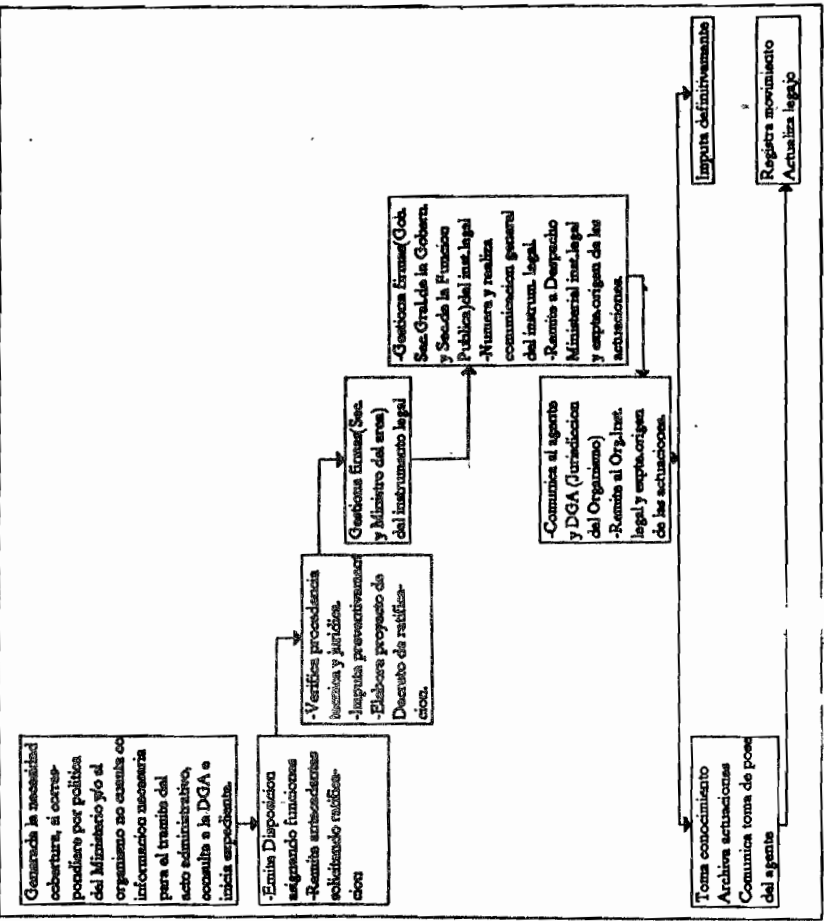 Generada la necesidad
cobertura, si corres-
pondiere por politica
del Ministerio y/o el
organismo no cuenta co
informacion necesaria
para el tramite del
acto administrativo,
consulta a la DGA e
inicia expediente.
-Emite Disposicion
asignando funciones
-Remite antecedentes
solicitando ratifica-
cion
-Verifica procedencia
tecnica y juridica.
-Imputa preventivament
-Elabora proyecto de
Decreto de ratifica-
cion.
Gestiona firmas(Sec.
y Ministro del area)
del instrumento legal
-Gestiona firmas(Gob.
Sec.Gral.de la Gobern.
y Sec.de la Funcion
Publica)del inst.legal
-Numera y realiza
comunicacion general
del instrum. legal.
-Remite a Despacho
Ministerial inst.legal
y expte.origen de las
actuaciones.
-Comunica al agente
y DGA (Jurisdiccion
del Organismo)
-Remite al Org.Inst.
legal y expte.origen
de las actuaciones.
Toma conocimiento
Archiva actuaciones
Comunica toma de pose
del agente
Imputa definitivamente
Registra movimiento
Actualiza legajo